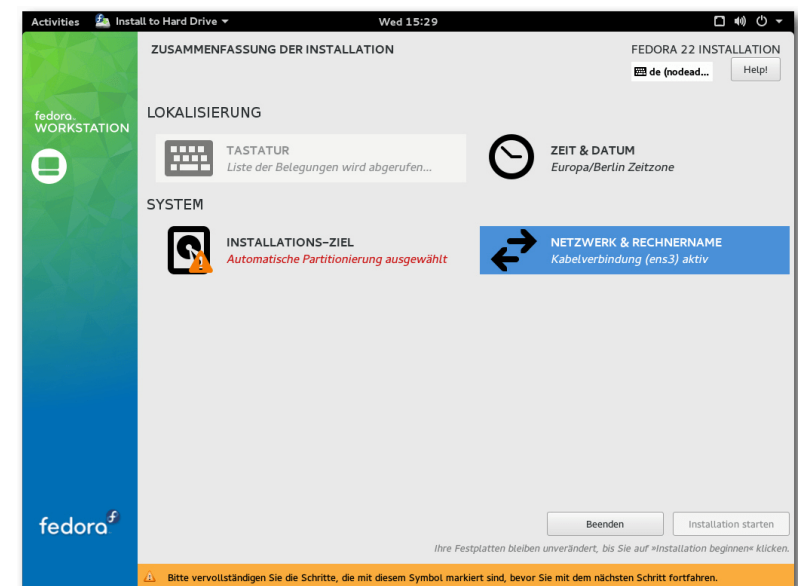 Activities Install to Hard Drive Wed 15:29
ZUSAMMENFASSUNG DER INSTALLATION
FEDORA 22 INSTALLATION
de (nodead...
Help!
fedora.
WORKSTATION
LOKALISIERUNG
TASTATUR
Liste der Belegungen wird abgerufen...
ZEIT & DATUM
Europa/Berlin Zeitzone
SYSTEM
INSTALLATIONS-ZIEL
Automatische Partitionierung ausgewählt
NETZWERK & RECHNERNAME
Kabelverbindung (ens3) aktiv
fedora
Beenden
Installation starten
Ihre Festplatten bleiben unverändert, bis Sie auf »Installation beginnen« klicken.
Bitte vervollständigen Sie die Schritte, die mit diesem Symbol markiert sind, bevor Sie mit dem nächsten Schritt fortfahren.